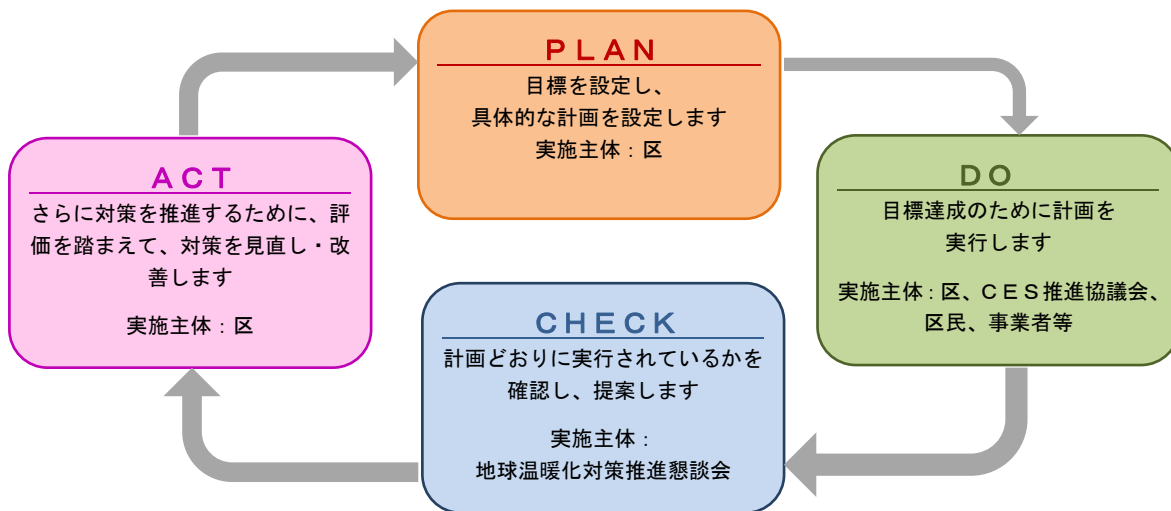 ＰＬＡＮ
目標を設定し、
具体的な計画を設定します
実施主体：区
ＤＯ
目標達成のために計画を
実行します
実施主体：区、ＣＥＳ推進協議会、
区民、事業者等
ＣＨＥＣＫ
計画どおりに実行されているかを
確認し、提案します
実施主体：
地球温暖化対策推進懇談会
ＡＣＴ
さらに対策を推進するために、評
価を踏まえて、対策を見直し・改
善します
実施主体：区